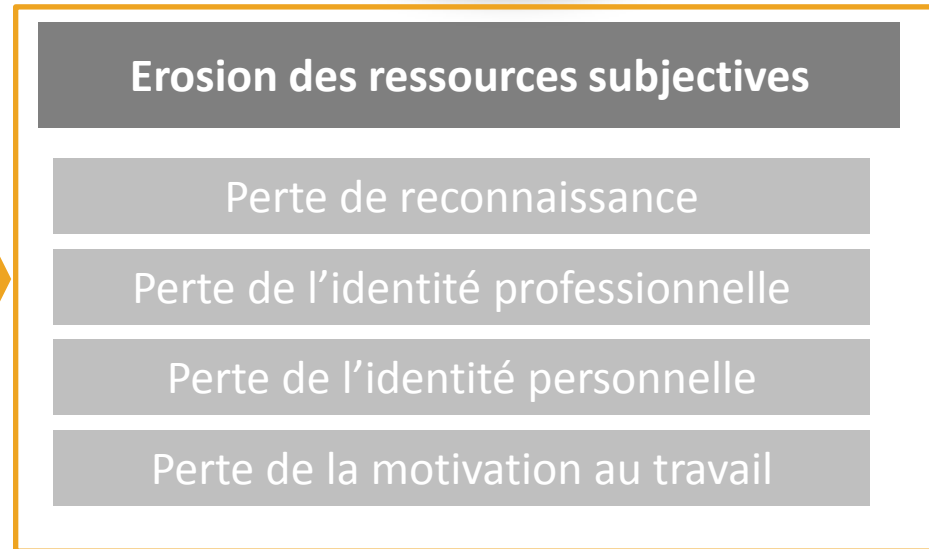 Erosion des ressources subjectives
Perte de reconnaissance
Perte de l’identité professionnelle
Perte de l’identité personnelle
Perte de la motivation au travail